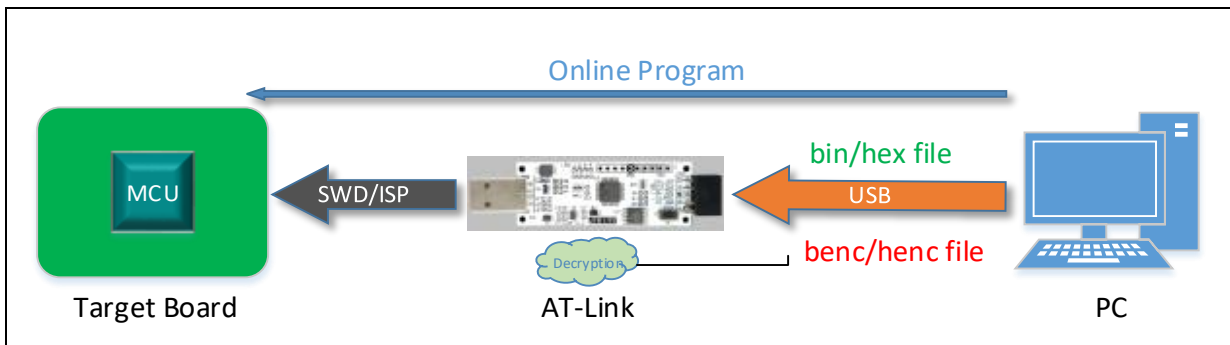 Online Program
bin/hex file
MCU
SWD/ISP
USB
Decryption
benc/henc file
Target Board
AT-Link
PC